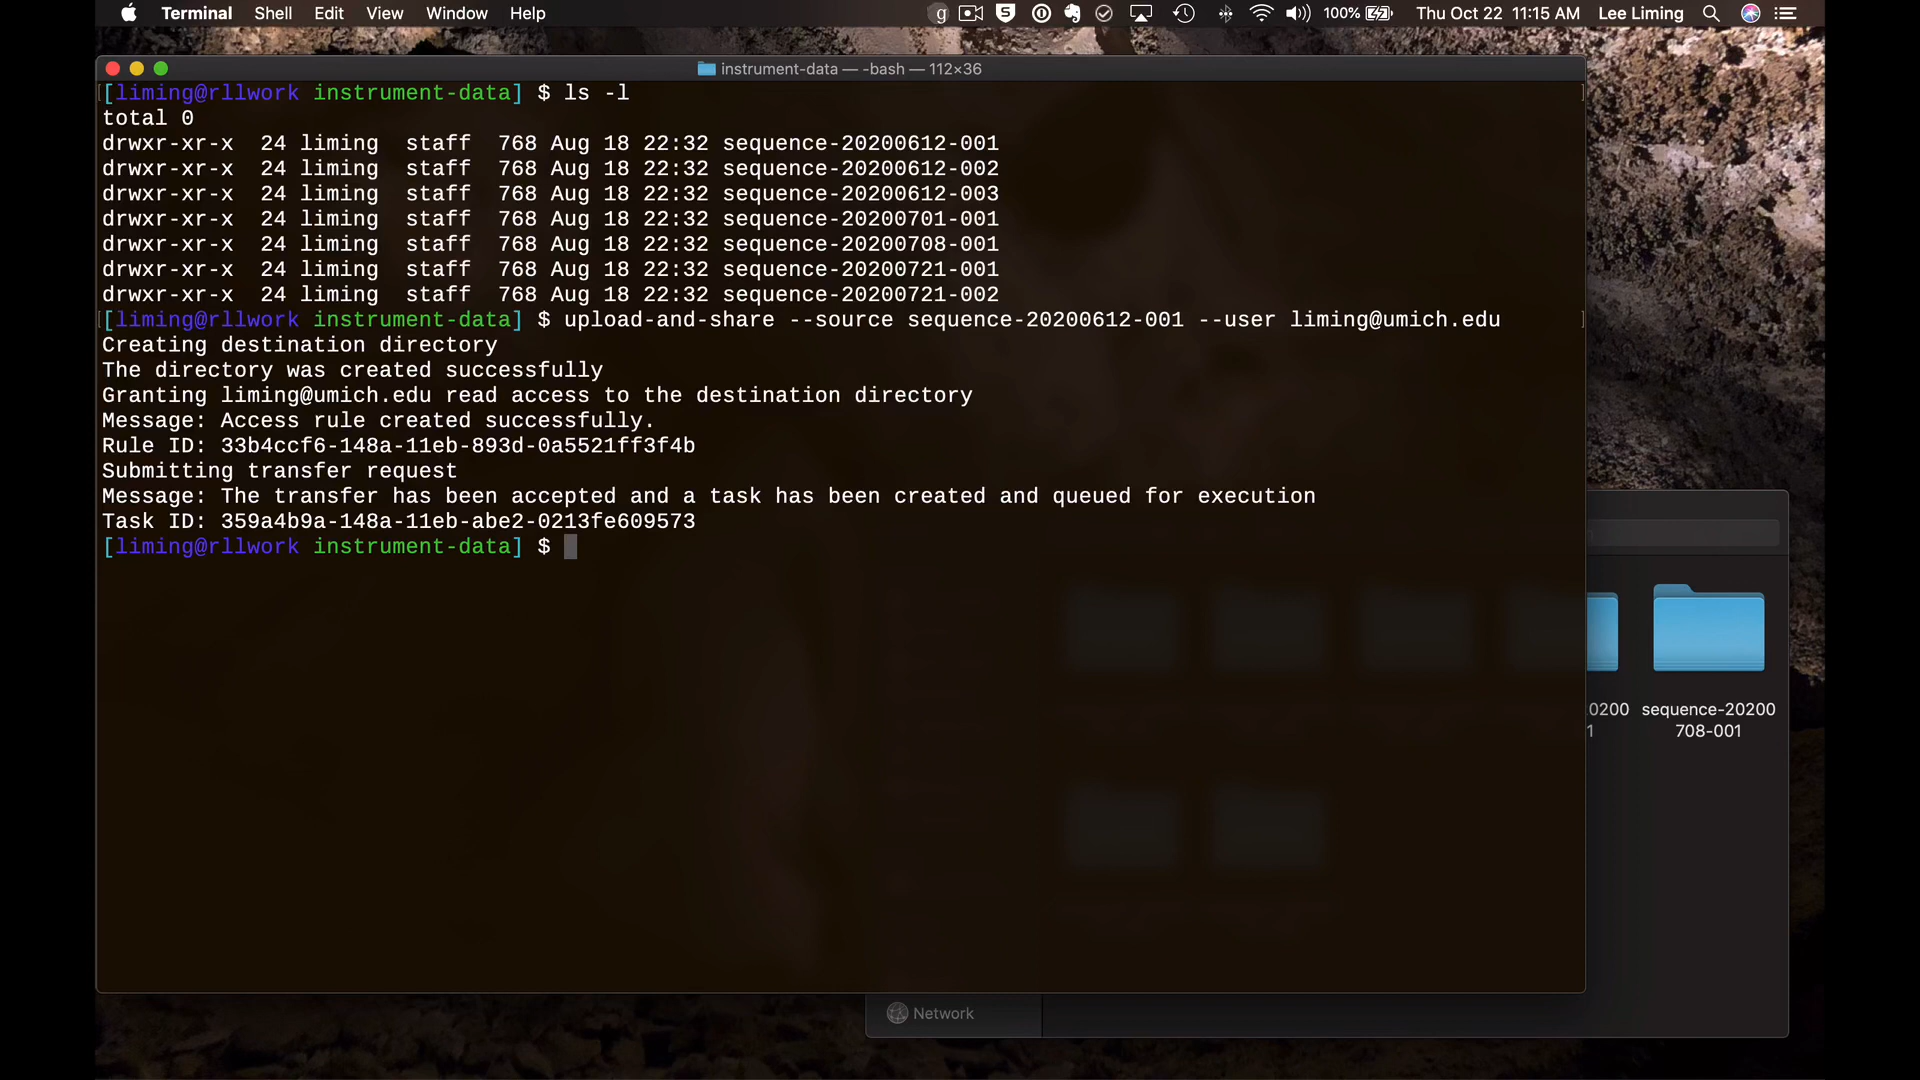 Terminal Shell Edit View Window Help 100% Thu Oct 22 11:15 AM Lee Liming
instrument-data — -bash — 112×36
[liming@rllwork instrument-data] $ ls -l
total 0
drwxr-xr-x  24 liming  staff  768 Aug 18 22:32 sequence-20200612-001
drwxr-xr-x  24 liming  staff  768 Aug 18 22:32 sequence-20200612-002
drwxr-xr-x  24 liming  staff  768 Aug 18 22:32 sequence-20200612-003
drwxr-xr-x  24 liming  staff  768 Aug 18 22:32 sequence-20200701-001
drwxr-xr-x  24 liming  staff  768 Aug 18 22:32 sequence-20200708-001
drwxr-xr-x  24 liming  staff  768 Aug 18 22:32 sequence-20200721-001
drwxr-xr-x  24 liming  staff  768 Aug 18 22:32 sequence-20200721-002
[liming@rllwork instrument-data] $ upload-and-share --source sequence-20200612-001 --user liming@umich.edu
Creating destination directory
The directory was created successfully
Granting liming@umich.edu read access to the destination directory
Message: Access rule created successfully.
Rule ID: 33b4ccf6-148a-11eb-893d-0a5521ff3f4b
Submitting transfer request
Message: The transfer has been accepted and a task has been created and queued for execution
Task ID: 359a4b9a-148a-11eb-abe2-0213fe609573
[liming@rllwork instrument-data] $
0200 sequence-20200
1 708-001
Network